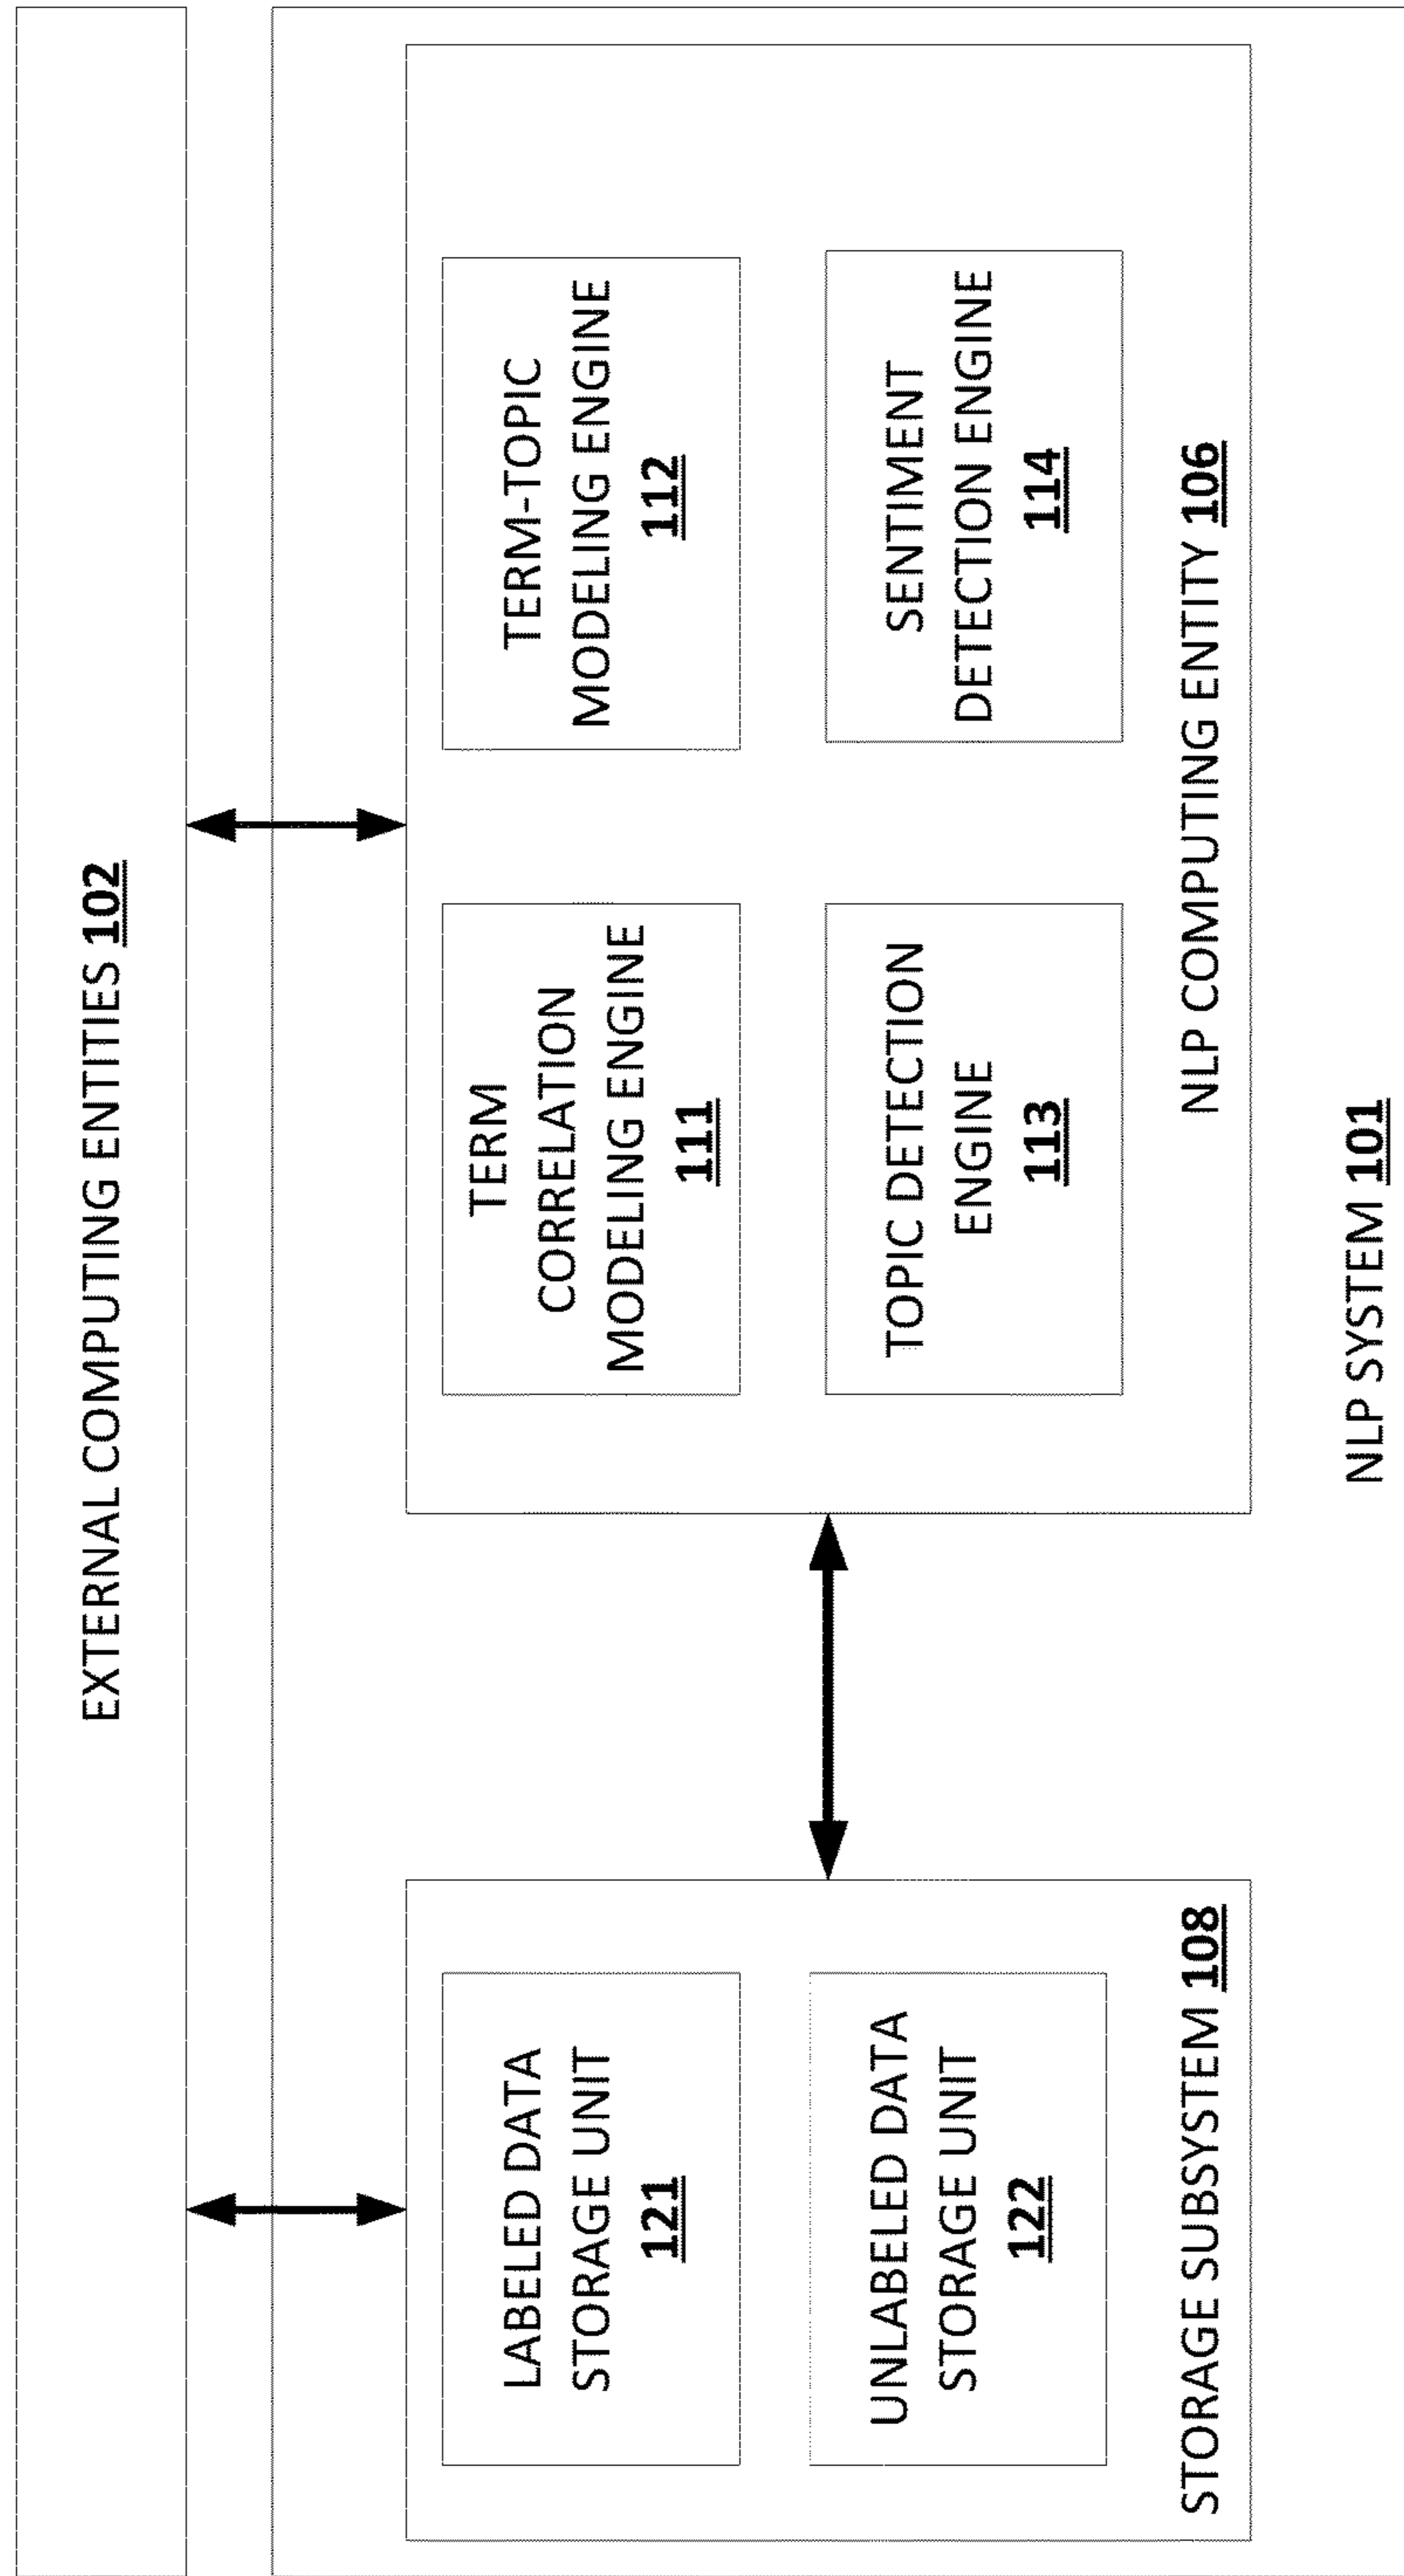 EXTERNAL COMPUTING ENTITIES 102
LABELED DATA
STORAGE UNIT
121
UNLABELED DATA
STORAGE UNIT
122
STORAGE SUBSYSTEM 108
TERM
CORRELATION
MODELING ENGINE
111
TERM-TOPIC
MODELING ENGINE
112
TOPIC DETECTION
ENGINE
113
SENTIMENT
DETECTION ENGINE
114
NLP COMPUTING ENTITY 106
NLP SYSTEM 101